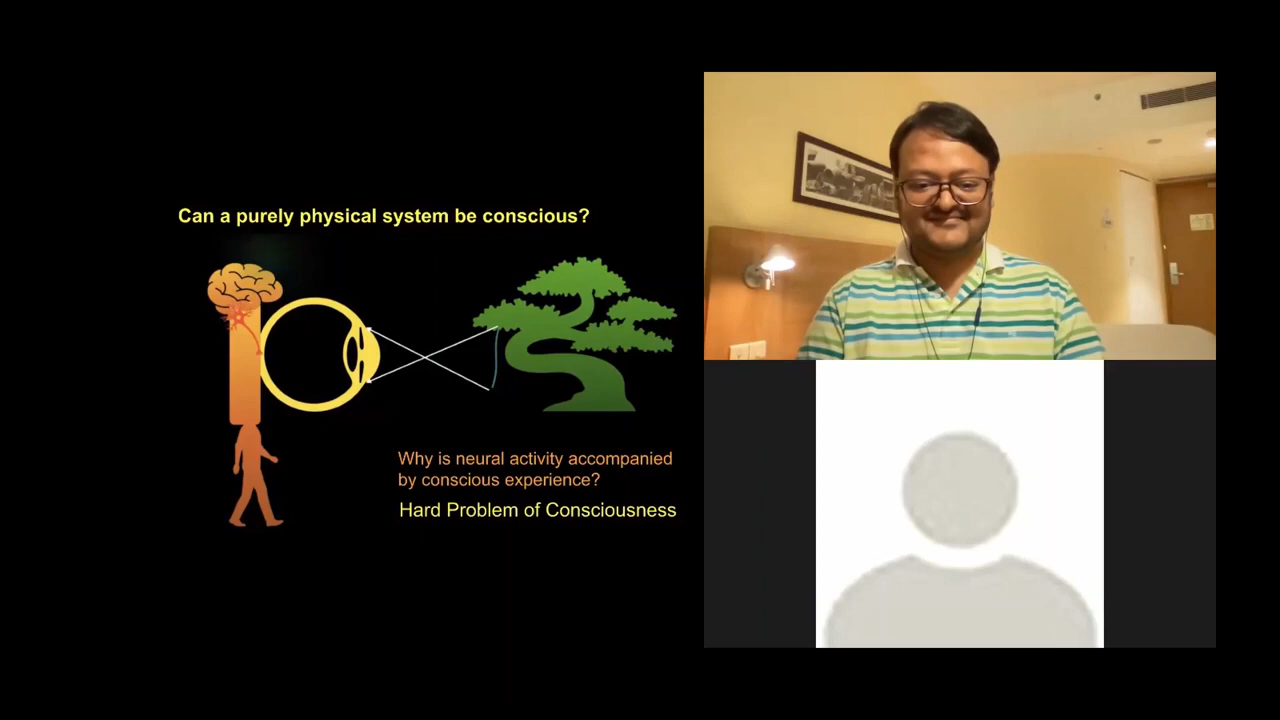 Can a purely physical system be conscious?
Why is neural activity accompanied
by conscious experience?
Hard Problem of Consciousness